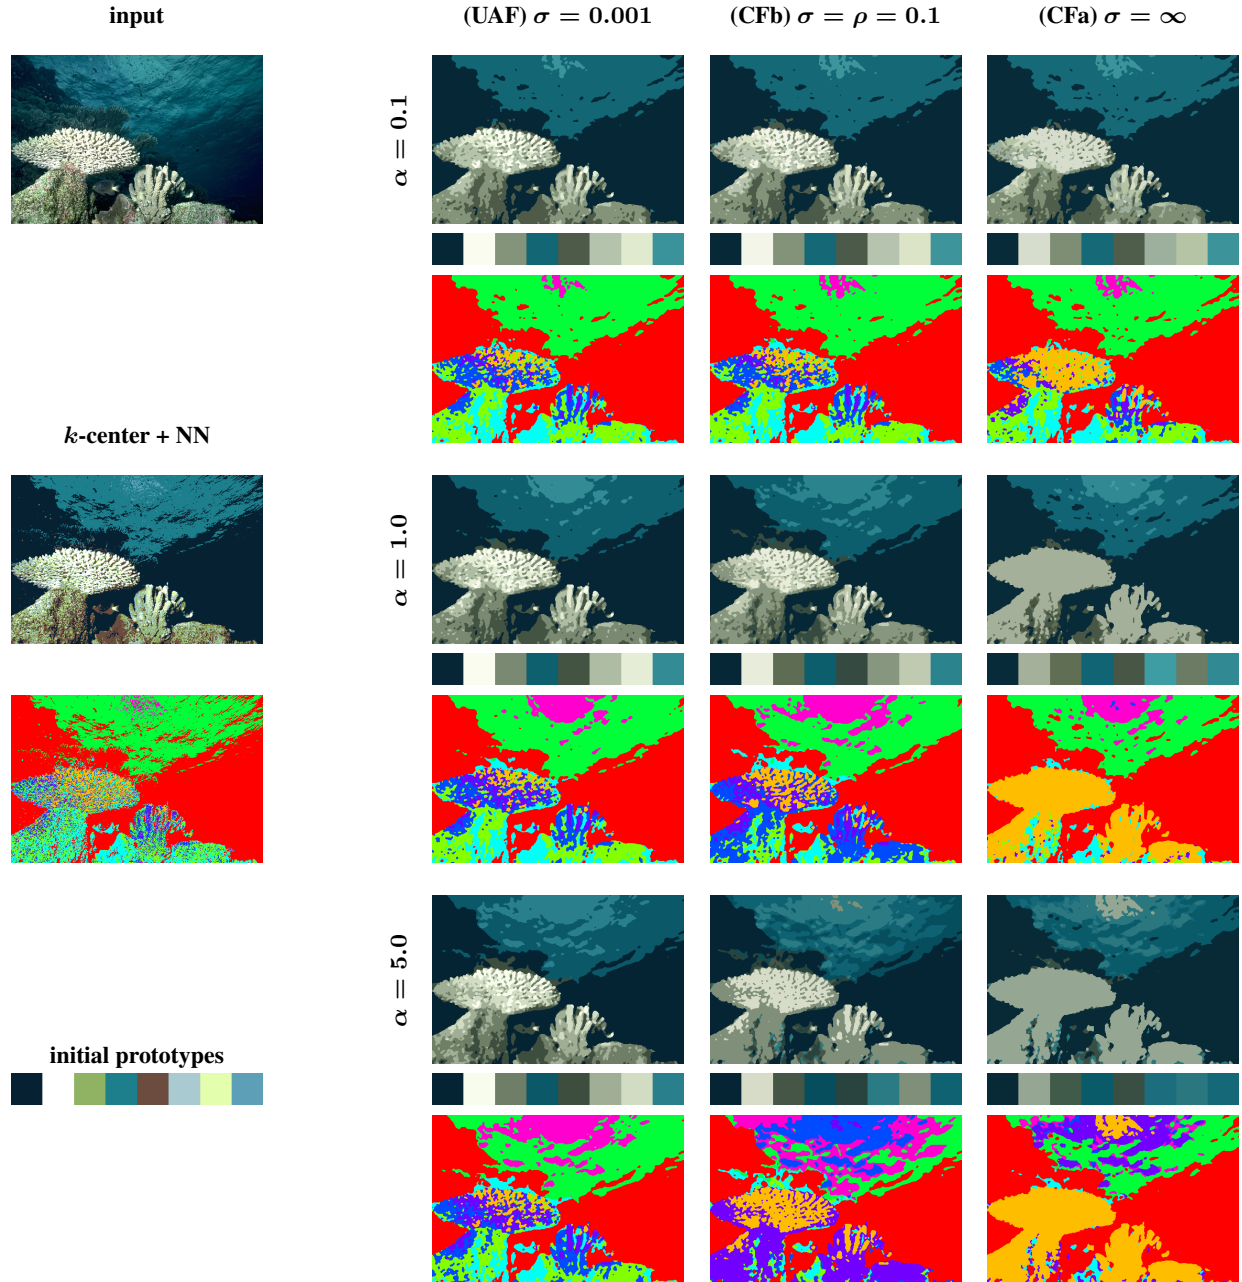 input
(UAF) σ = 0.001
(CFb) σ = ρ = 0.1
(CFa) σ = ∞
α = 0.1
k-center + NN
α = 1.0
α = 5.0
initial prototypes